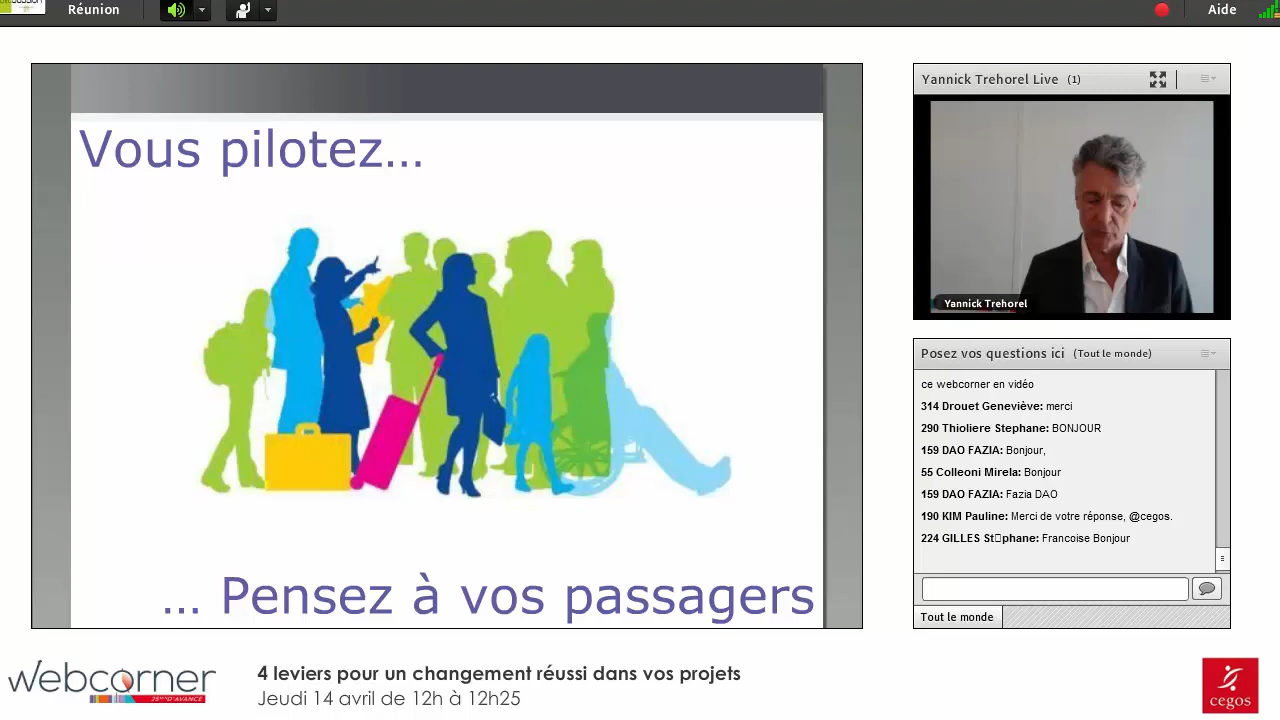 Réunion
Aide
Vous pilotez…
… Pensez à vos passagers
Yannick Trehorel Live (1)
Yannick Trehorel
Posez vos questions ici (Tout le monde)
ce webcorner en vidéo
314 Drouet Geneviève: merci
290 Thioliere Stephane: BONJOUR
159 DAO FAZIA: Bonjour,
55 Colleoni Mirela: Bonjour
159 DAO FAZIA: Fazia DAO
190 KIM Pauline: Merci de votre réponse, @cegos.
224 GILLES St▯phane: Francoise Bonjour
Tout le monde
webcorner
25 MN D'AVANCE
4 leviers pour un changement réussi dans vos projets
Jeudi 14 avril de 12h à 12h25
cegos